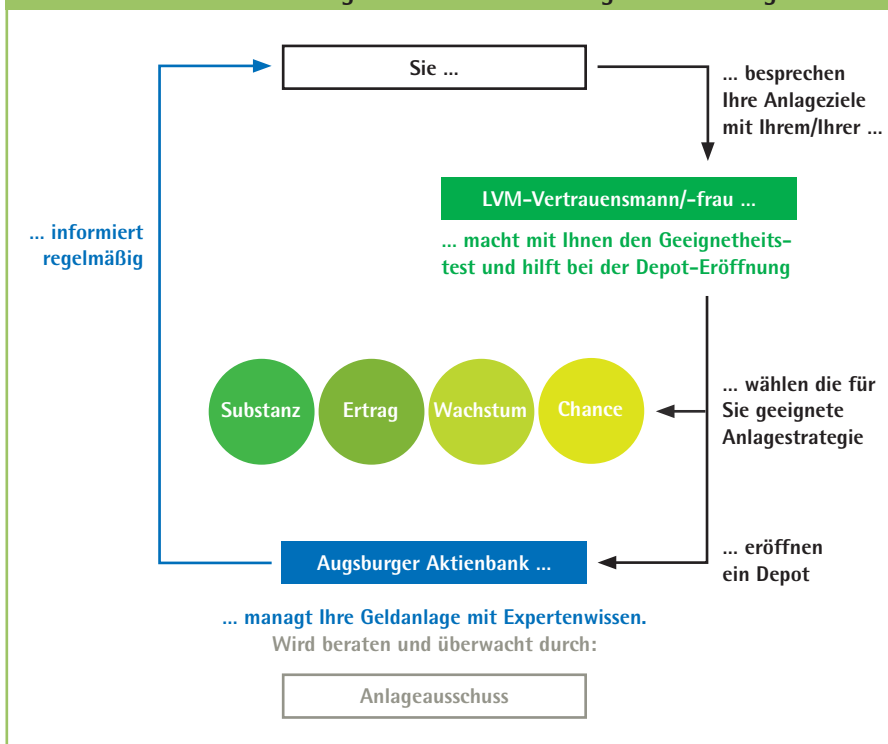 Sie ...
... besprechen
Ihre Anlageziele
mit Ihrem/Ihrer ...
LVM-Vertrauensmann/-frau ...
... macht mit Ihnen den Geeignetheits-
test und hilft bei der Depot-Eröffnung
... informiert
regelmäßig
Substanz Ertrag Wachstum Chance
... wählen die für
Sie geeignete
Anlagestrategie
... eröffnen
ein Depot
Augsburger Aktienbank ...
... managt Ihre Geldanlage mit Expertenwissen.
Wird beraten und überwacht durch:
Anlageausschuss